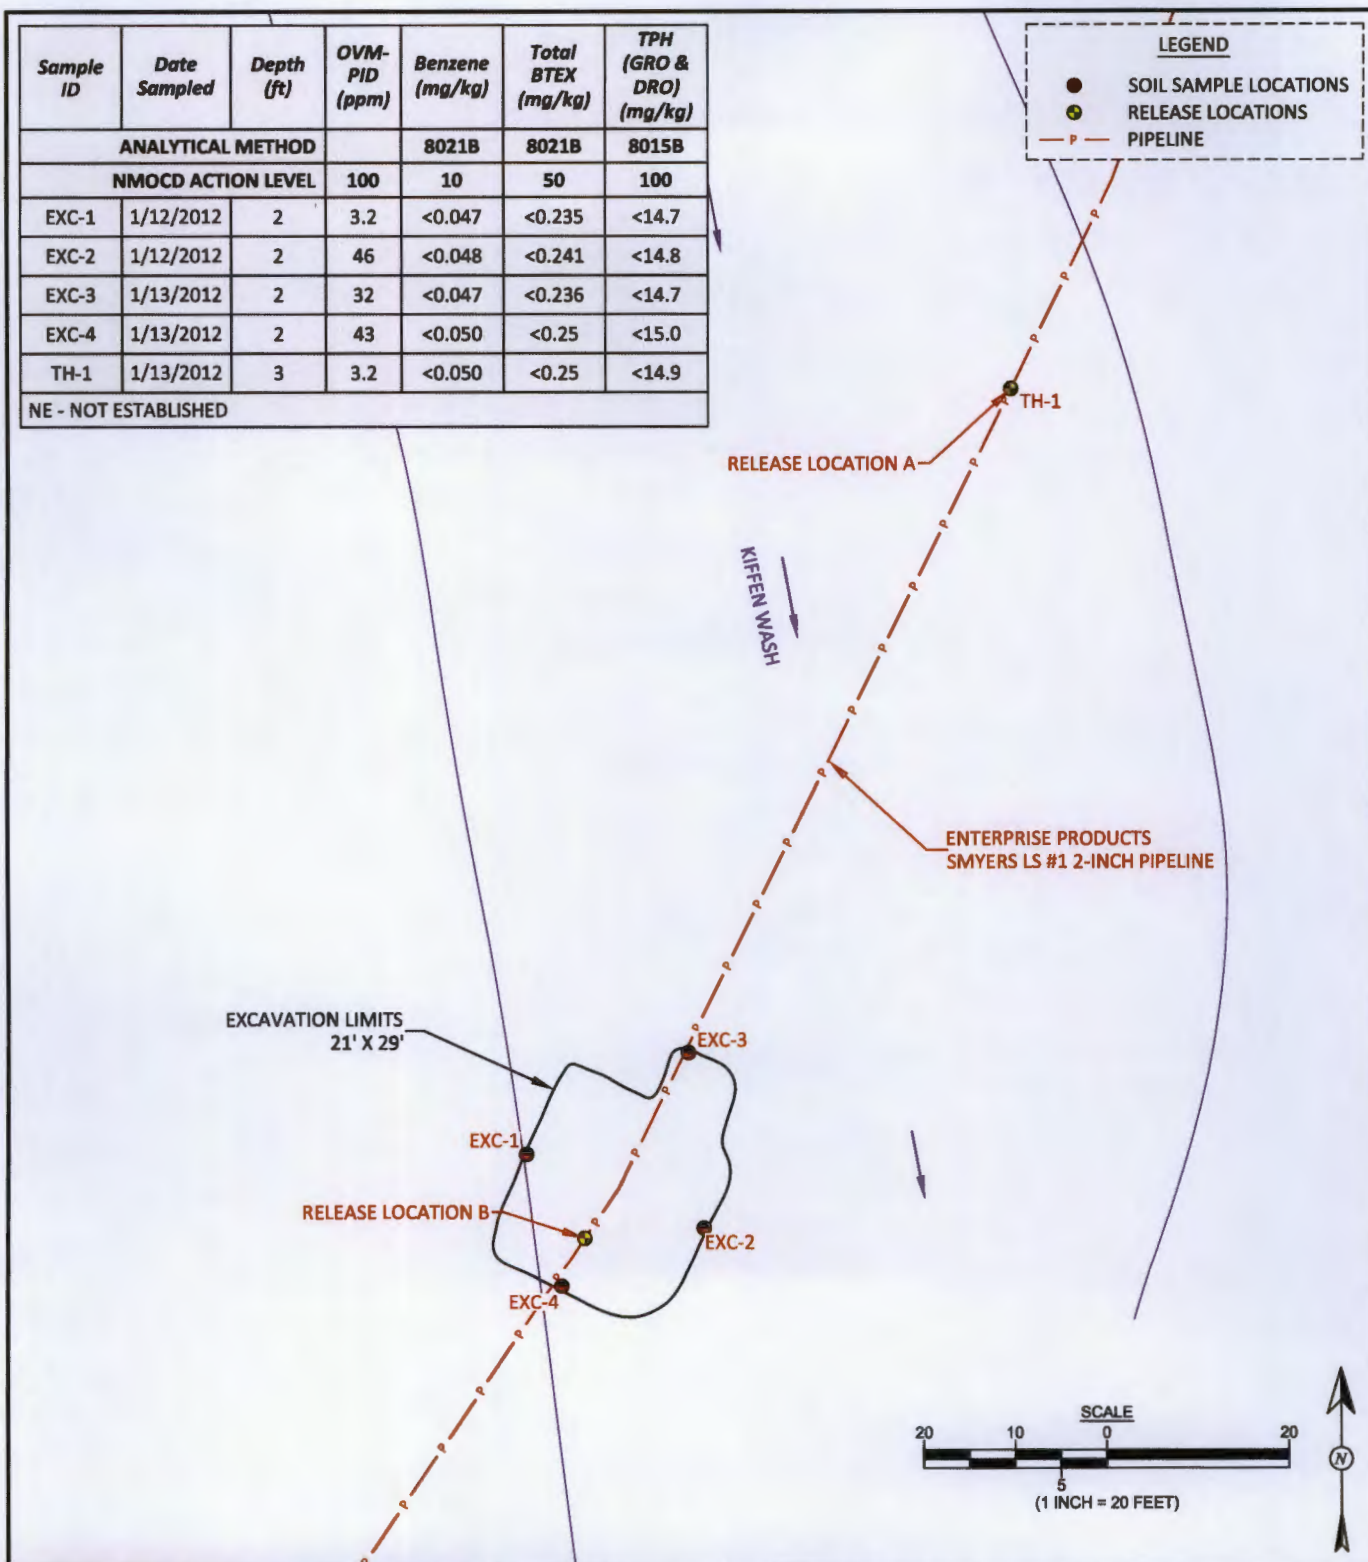 Sample ID Date Sampled Depth (ft) OVM-PID (ppm) Benzene (mg/kg) Total BTEX (mg/kg) TPH (GRO & DRO) (mg/kg)
ANALYTICAL METHOD 8021B 8021B 8015B
NMOCD ACTION LEVEL 100 10 50 100
EXC-1 1/12/2012 2 3.2 <0.047 <0.235 <14.7
EXC-2 1/12/2012 2 46 <0.048 <0.241 <14.8
EXC-3 1/13/2012 2 32 <0.047 <0.236 <14.7
EXC-4 1/13/2012 2 43 <0.050 <0.25 <15.0
TH-1 1/13/2012 3 3.2 <0.050 <0.25 <14.9
NE - NOT ESTABLISHED
LEGEND
SOIL SAMPLE LOCATIONS
RELEASE LOCATIONS
P PIPELINE
P
P
P
TH-1
P
RELEASE LOCATION A
P
P
P
KIFFEN WASH
P
P
P
ENTERPRISE PRODUCTS
SMYERS LS #1 2-INCH PIPELINE
P
P
P
P
EXCAVATION LIMITS
21' X 29'
EXC-3
P
EXC-1
P
RELEASE LOCATION B
P
EXC-2
P
EXC-4
P
P
P
P
P
SCALE
20 10 0 20
5
(1 INCH = 20 FEET)
N